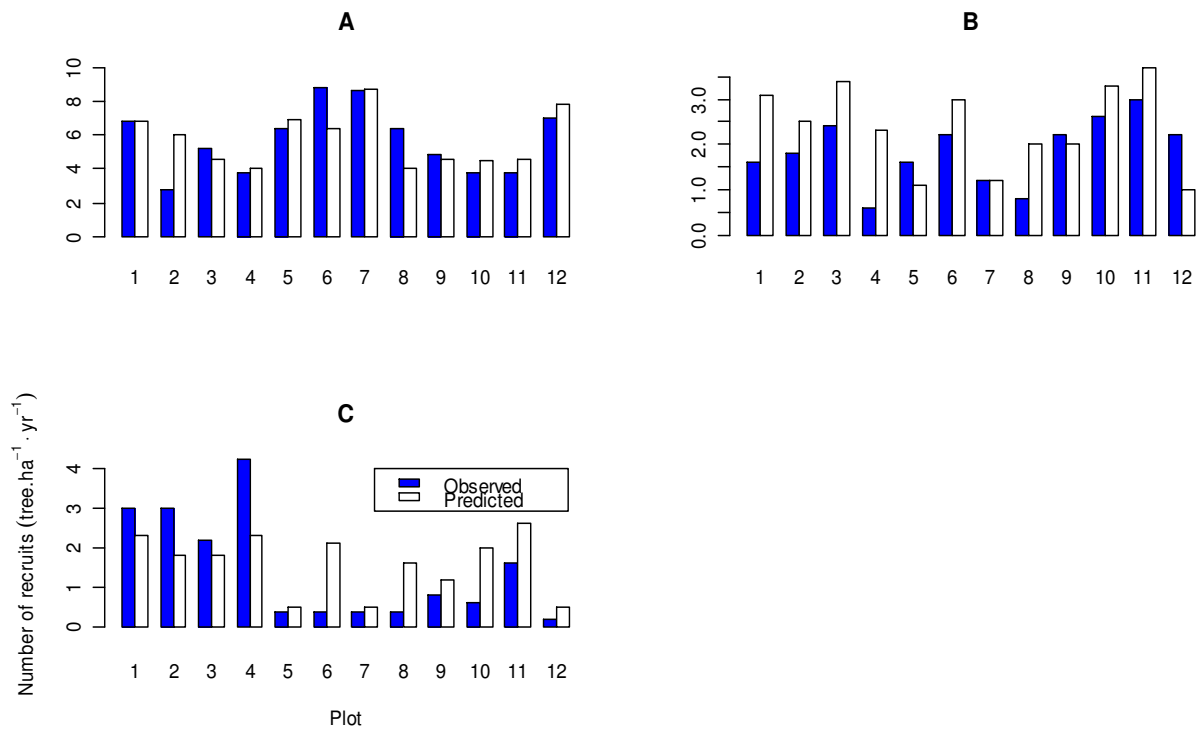 A
10
8
6
4
2
0
1 2 3 4 5 6 7 8 9 10 11 12
B
3.0
2.0
1.0
0.0
1 2 3 4 5 6 7 8 9 10 11 12
Number of recruits (tree.ha⁻¹ · yr⁻¹)
C
4
3
2
1
0
Observed
Predicted
1 2 3 4 5 6 7 8 9 10 11 12
Plot